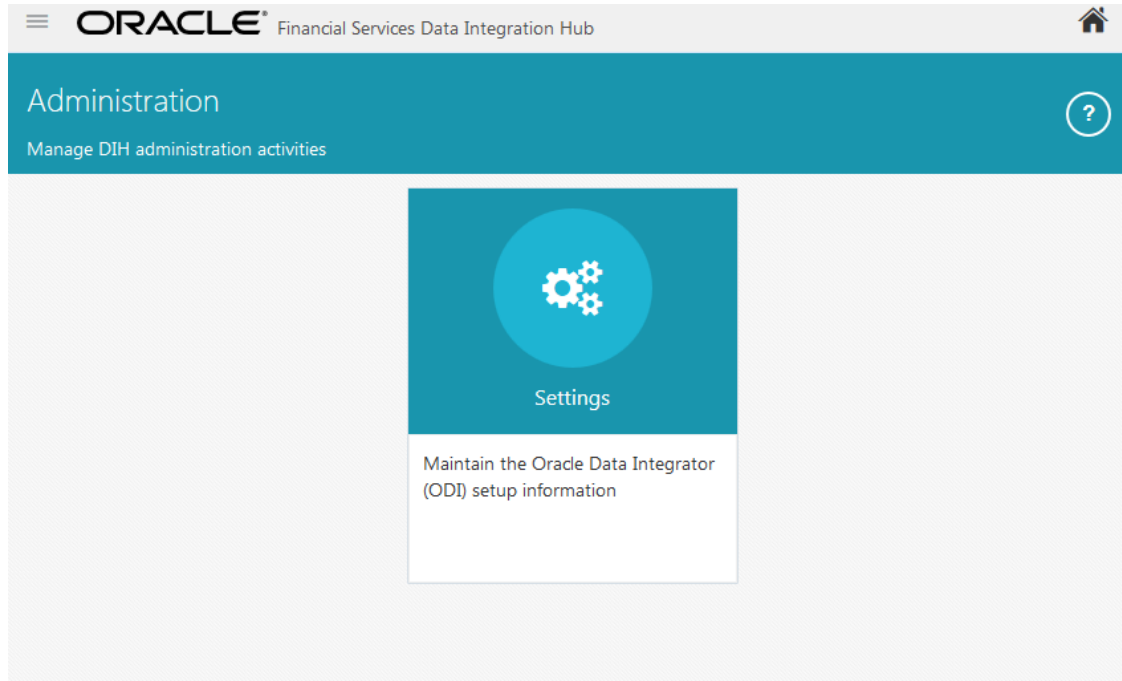 ORACLE® Financial Services Data Integration Hub
Administration
?
Manage DIH administration activities
Settings
Maintain the Oracle Data Integrator
(ODI) setup information